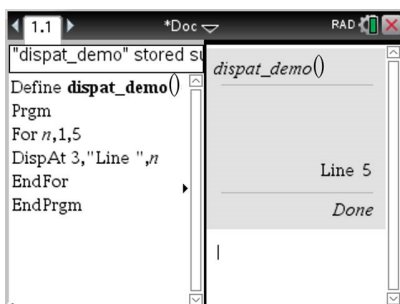 1.1 *Doc RAD
"dispat_demo" stored su
Define dispat_demo()
Prgm
For n,1,5
DispAt 3,"Line ",n
EndFor
EndPrgm
dispat_demo()
Line 5
Done